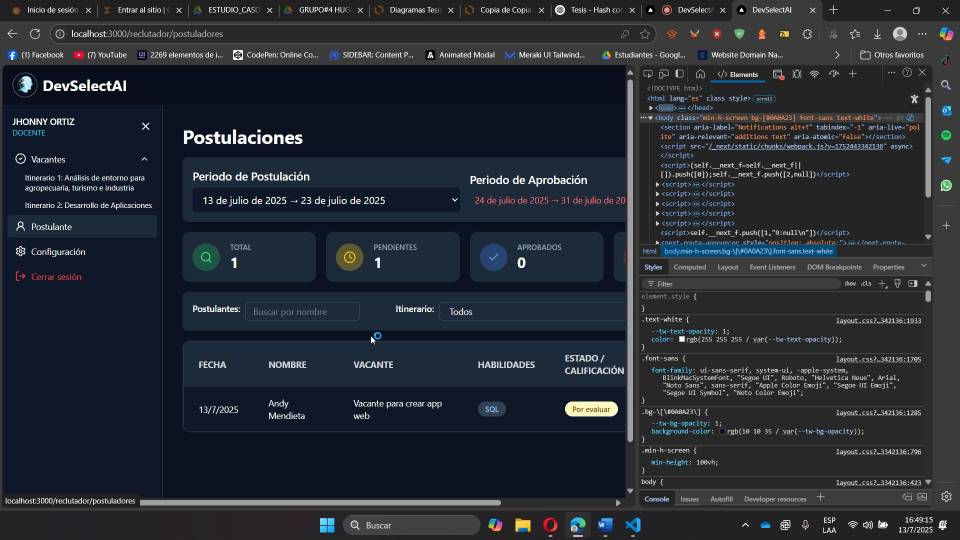 Inicio de sesión
Entrar al sitio | C
ESTUDIO_CASO
GRUPO#4 HUG
Diagramas Tesis
Copia de Copia
Tesis - Hash con
DevSelectAI
DevSelectAI
localhost:3000/reclutador/postuladores
(1) Facebook
(7) YouTube
2269 elementos de i...
CodePen: Online Co...
SIDEBAR: Content P...
Animated Modal
Meraki UI Tailwind...
Estudiantes - Googl...
Website Domain Na...
Otros favoritos
DevSelectAI
JHONNY ORTIZ
DOCENTE
Vacantes
Itinerario 1: Análisis de entorno para
agropecuaria, turismo e industria
Itinerario 2: Desarrollo de Aplicaciones
Postulante
Configuración
Cerrar sesión
Postulaciones
Periodo de Postulación
13 de julio de 2025 → 23 de julio de 2025
Periodo de Aprobación
24 de julio de 2025 → 31 de julio de 20
TOTAL
1
PENDIENTES
1
APROBADOS
0
Postulantes:
Buscar por nombre
Itinerario:
Todos
FECHA
NOMBRE
VACANTE
HABILIDADES
ESTADO /
CALIFICACIÓN
13/7/2025
Andy
Mendieta
Vacante para crear app
web
SQL
Por evaluar
localhost:3000/reclutador/postuladores
Elements
<!DOCTYPE html>
<html lang="es" class style> scroll
<head> </head>
<body class="min-h-screen bg-[#0A0A23] font-sans text-white">
<section aria-label="Notifications alt+T" tabindex="-1" aria-live="pol
ite" aria-relevant="additions text" aria-atomic="false"></section>
<script src="/_next/static/chunks/webpack.js?v=1752443342136" async>
</script>
<script>(self.__next_f=self.__next_f||
[]).push([0]);self.__next_f.push([2,null])</script>
<script> </script>
<script> </script>
<script> </script>
<script> </script>
<script> </script>
<script>self.__next_f.push([1,"9:null\n"])</script>
<next-route-announcer style="position: absolute;"></next-route-
html body.min-h-screen.bg-\[\#0A0A23\].font-sans.text-white
Styles
Computed
Layout
Event Listeners
DOM Breakpoints
Properties
Filter
:hov .cls
element.style {
}
.text-white { layout.css?…342136:1933
--tw-text-opacity: 1;
color: rgb(255 255 255 / var(--tw-text-opacity));
}
.font-sans { layout.css?…342136:1705
font-family: ui-sans-serif, system-ui, -apple-system,
BlinkMacSystemFont, "Segoe UI", Roboto, "Helvetica Neue", Arial,
"Noto Sans", sans-serif, "Apple Color Emoji", "Segoe UI Emoji",
"Segoe UI Symbol", "Noto Color Emoji";
}
.bg-\[\#0A0A23\] { layout.css?…342136:1285
--tw-bg-opacity: 1;
background-color: rgb(10 10 35 / var(--tw-bg-opacity));
}
.min-h-screen { layout.css?…342136:796
min-height: 100vh;
}
body { layout.css?…342136:423
Console
Issues
Autofill
Developer resources
Buscar
ESP
LAA
16:49:15
13/7/2025